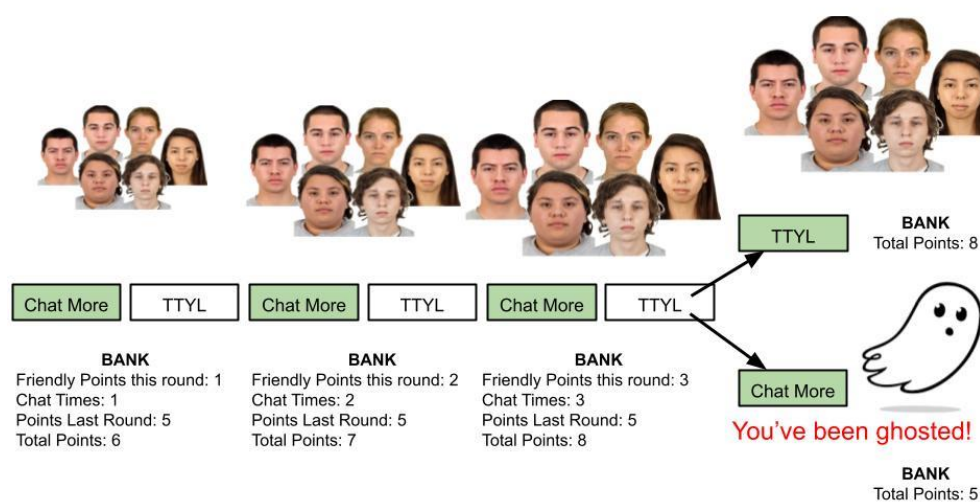 Chat More
TTYL
BANK
Friendly Points this round: 1
Chat Times: 1
Points Last Round: 5
Total Points: 6
Chat More
TTYL
BANK
Friendly Points this round: 2
Chat Times: 2
Points Last Round: 5
Total Points: 7
Chat More
TTYL
BANK
Friendly Points this round: 3
Chat Times: 3
Points Last Round: 5
Total Points: 8
TTYL
BANK
Total Points: 8
Chat More
You've been ghosted!
BANK
Total Points: 5